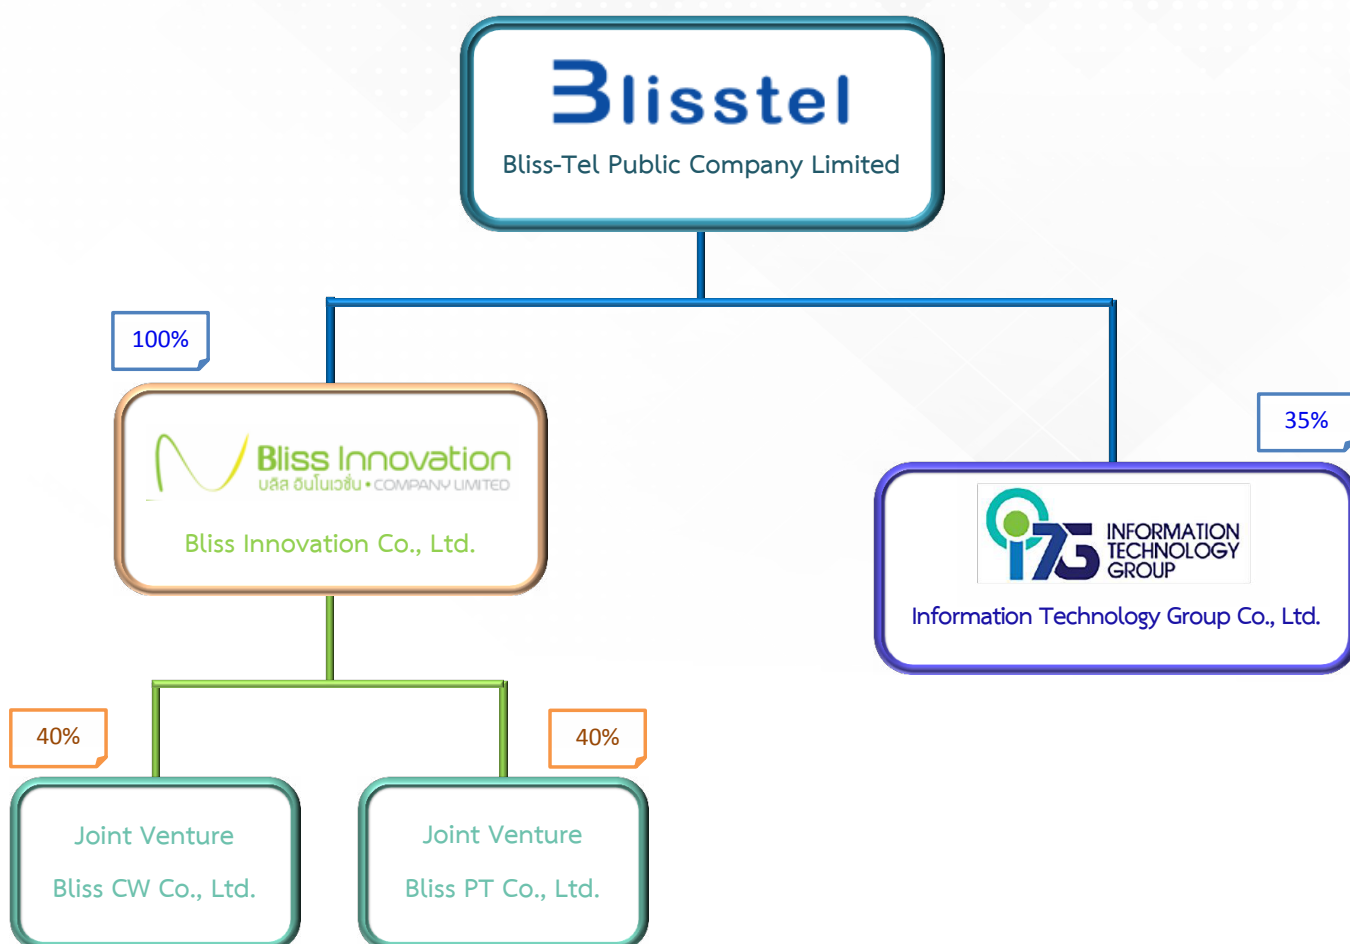 Blisstel
Bliss-Tel Public Company Limited
100%
35%
Bliss Innovation
บลิส อินโนเวชั่น • COMPANY LIMITED
Bliss Innovation Co., Ltd.
INFORMATION
TECHNOLOGY
GROUP
Information Technology Group Co., Ltd.
40%
40%
Joint Venture
Bliss CW Co., Ltd.
Joint Venture
Bliss PT Co., Ltd.